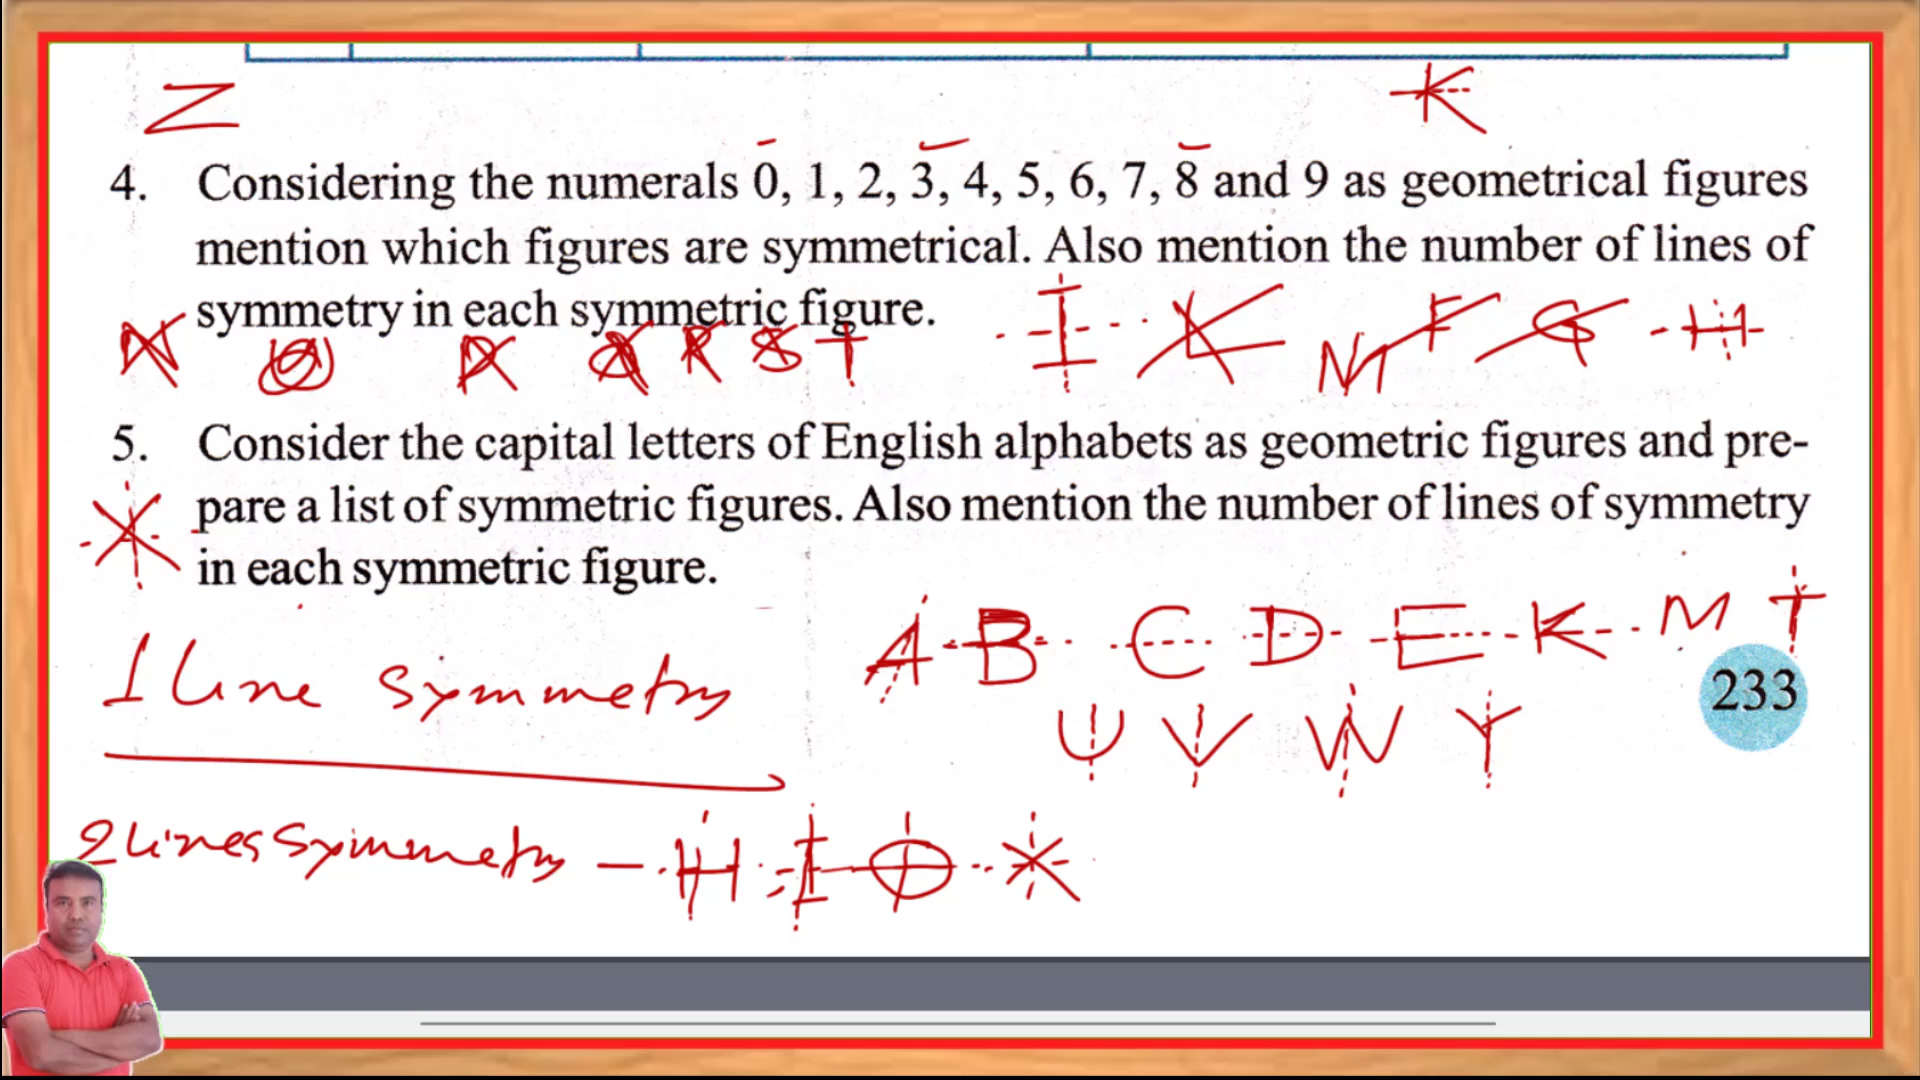 Z K
4. Considering the numerals 0, 1, 2, 3, 4, 5, 6, 7, 8 and 9 as geometrical figures
mention which figures are symmetrical. Also mention the number of lines of
symmetry in each symmetric figure.
I L M F G H
N P Q R S T
5. Consider the capital letters of English alphabets as geometric figures and pre-
pare a list of symmetric figures. Also mention the number of lines of symmetry
in each symmetric figure.
X
1 Line Symmetry A B C D E K M T
233
U V W Y
2 Lines Symmetry - H I O X